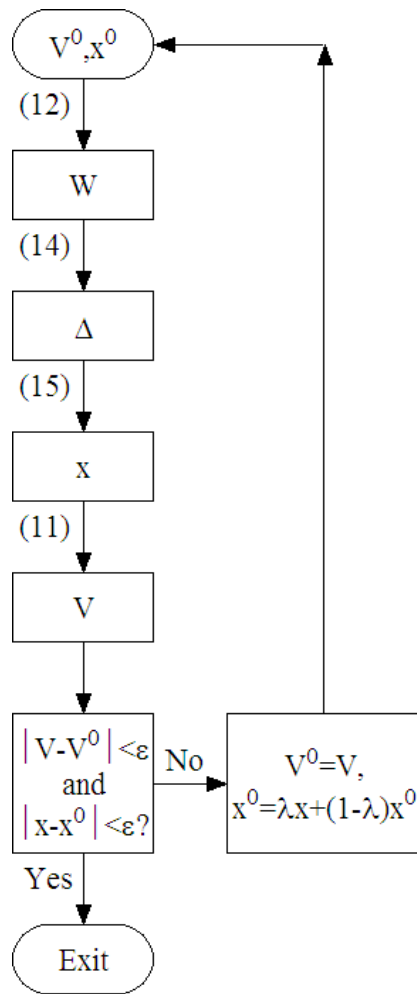 V⁰,x⁰
(12)
W
(14)
Δ
(15)
x
(11)
V
|V-V⁰|<ε
and
|x-x⁰|<ε?
No
V⁰=V,
x⁰=λx+(1-λ)x⁰
Yes
Exit